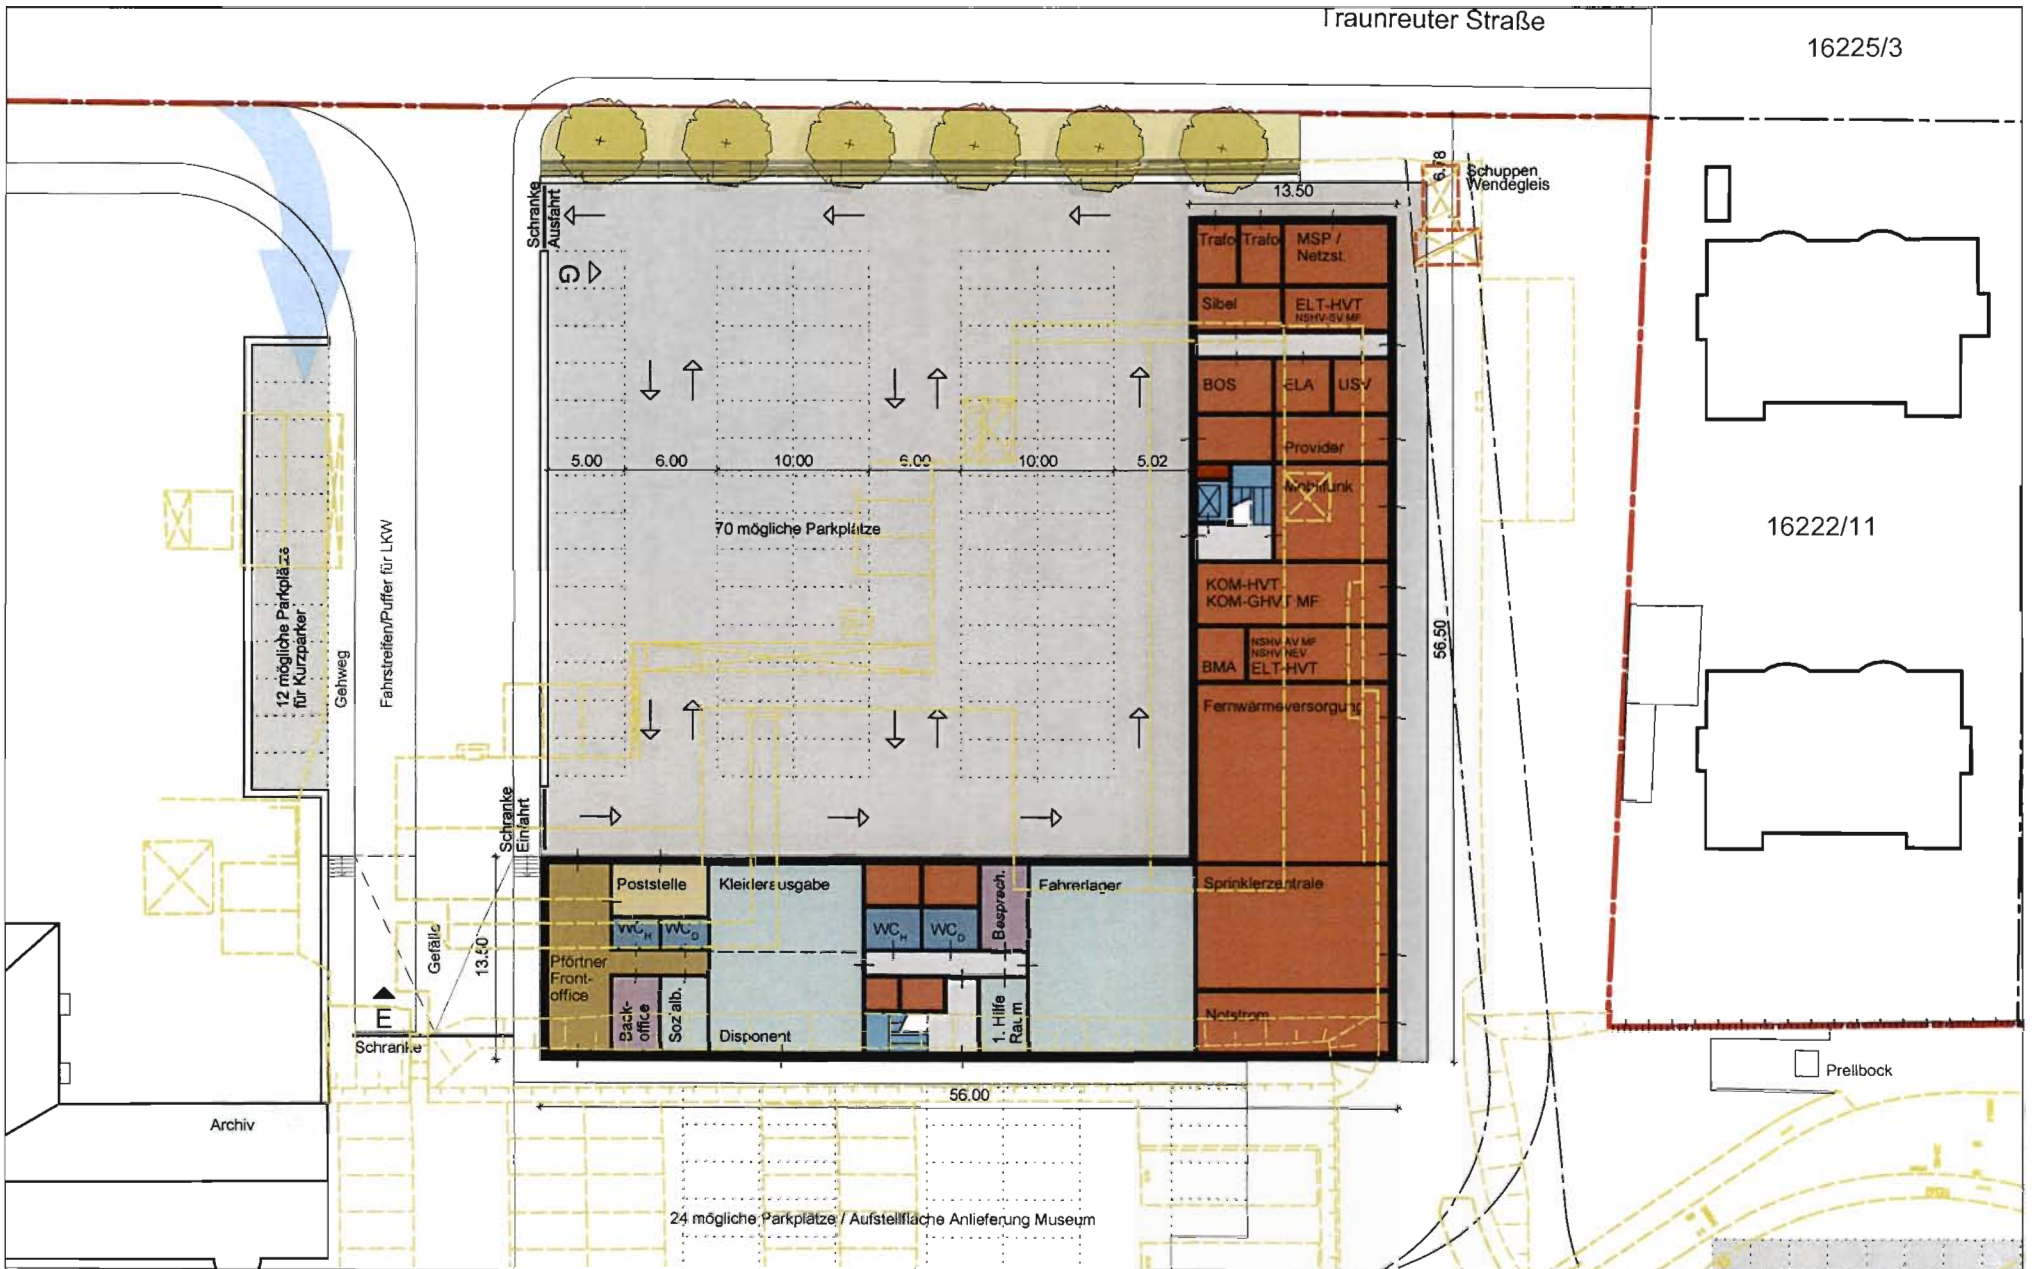 Traunreuter Straße
16225/3
Schuppen
Wendegleis
6.78
13.50
Schranke
Ausfahrt
G
Trafo
Trafo
MSP /
Netzst.
Sibel
ELT-HVT
NSHV-SV MF
BOS
ELA
USV
Provider
Mobilfunk
5.00
6.00
10:00
6.00
10:00
5.02
70 mögliche Parkplätze
16222/11
12 mögliche Parkplätze
für Kurzparker
Gehweg
Fahrstreifen/Puffer für LKW
KOM-HVT
KOM-GHVT MF
56.50
BMA
NSHV-AV MF
NSHV-NEV
ELT-HVT
Fernwärmeversorgung
Schranke
Einfahrt
Poststelle
Kleiderausgabe
Besprech.
Fahrerlager
Sprinklerzentrale
WC H
WC D
WC H
WC D
Gefälle
13.50
Pförtner
Front-
office
Back-
office
Sozialb.
Disponent
1. Hilfe
Raum
Notstrom
E
Schranke
Prellbock
56.00
Archiv
24 mögliche Parkplätze / Aufstellfläche Anlieferung Museum